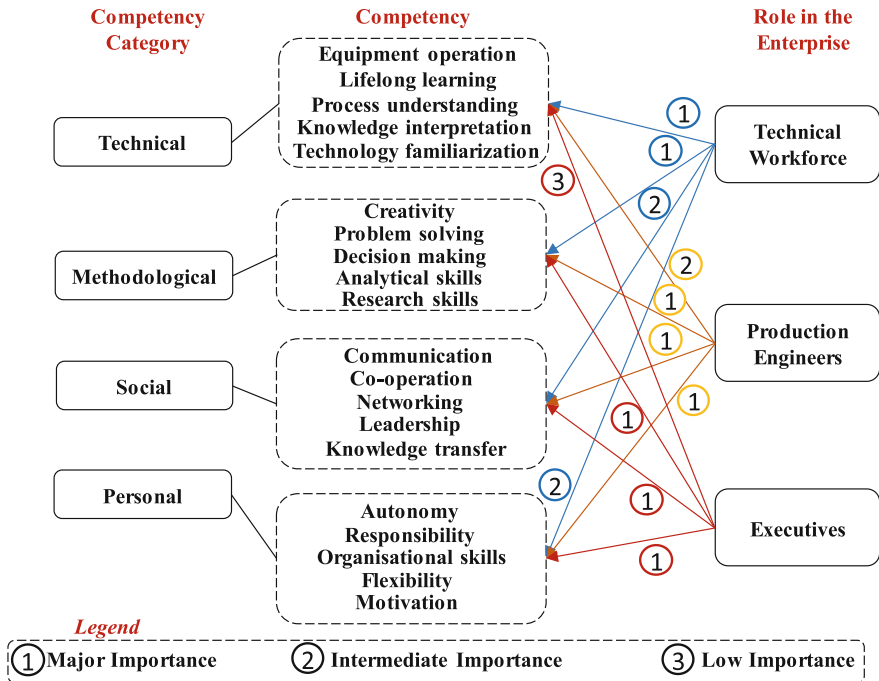 Competency
Category
Competency
Role in the
Enterprise
Technical
Equipment operation
Lifelong learning
Process understanding
Knowledge interpretation
Technology familiarization
Methodological
Creativity
Problem solving
Decision making
Analytical skills
Research skills
Social
Communication
Co-operation
Networking
Leadership
Knowledge transfer
Personal
Autonomy
Responsibility
Organisational skills
Flexibility
Motivation
1
1
3
2
2
1
1
1
1
2
1
1
Technical
Workforce
Production
Engineers
Executives
Legend
1 Major Importance
2 Intermediate Importance
3 Low Importance